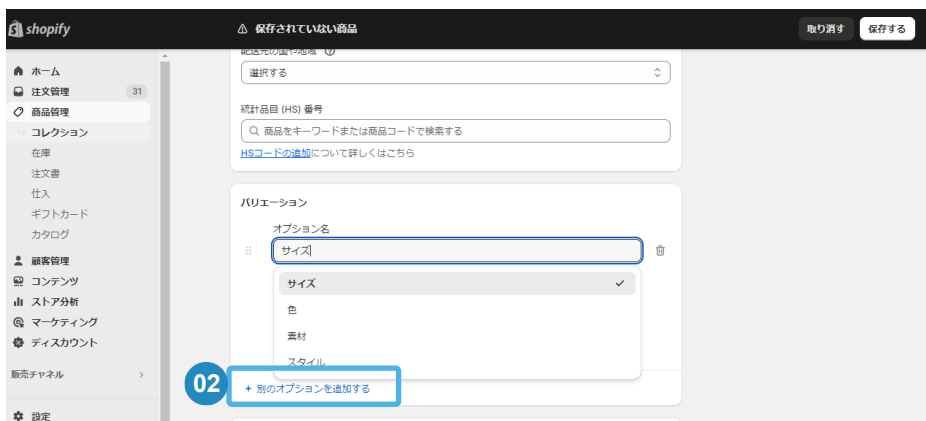 shopify
保存されていない商品
取り消す
保存する
ホーム
注文管理 31
商品管理
コレクション
在庫
注文書
仕入
ギフトカード
カタログ
顧客管理
コンテンツ
ストア分析
マーケティング
ディスカウント
販売チャネル
設定
配送元の国や地域
選択する
統計品目 (HS) 番号
商品をキーワードまたは商品コードで検索する
HSコードの追加について詳しくはこちら
バリエーション
オプション名
サイズ
サイズ
色
素材
スタイル
02
+ 別のオプションを追加する